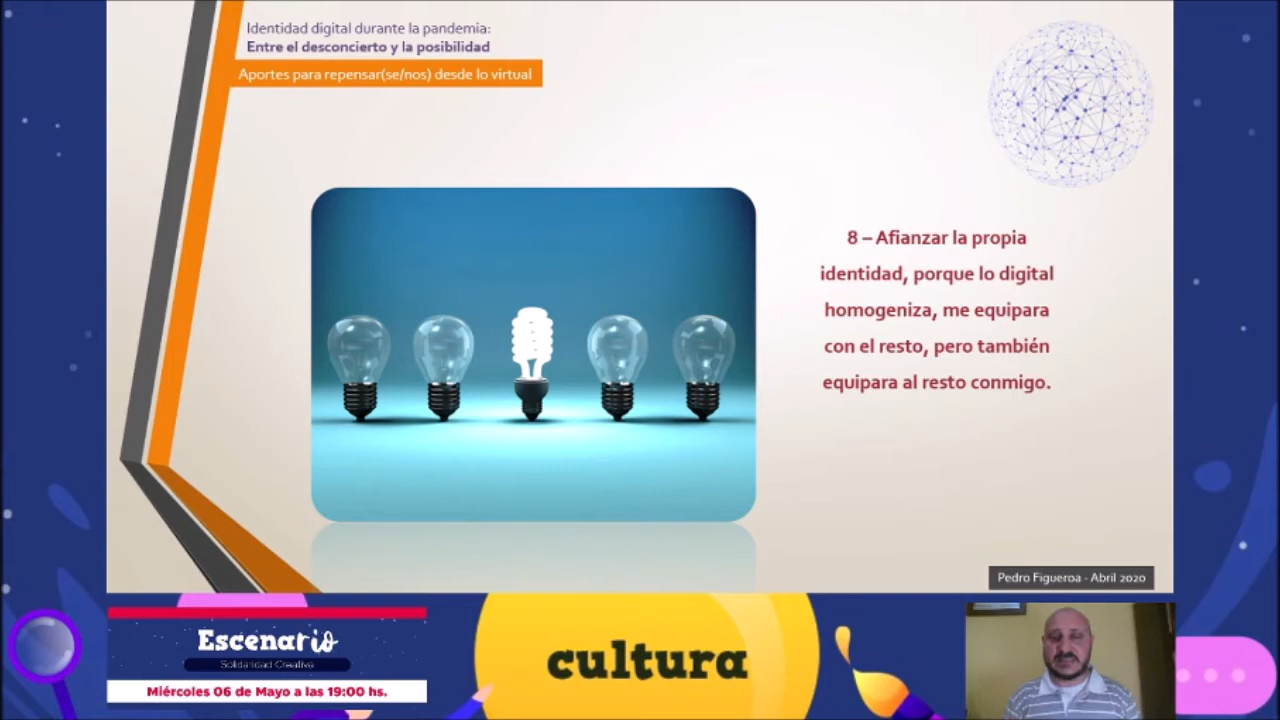 Identidad digital durante la pandemia:
Entre el desconcierto y la posibilidad
Aportes para repensar(se/nos) desde lo virtual
8 – Afianzar la propia
identidad, porque lo digital
homogeniza, me equipara
con el resto, pero también
equipara al resto conmigo.
Pedro Figueroa - Abril 2020
Escenario
Solidaridad Creativa
Miércoles 06 de Mayo a las 19:00 hs.
cultura